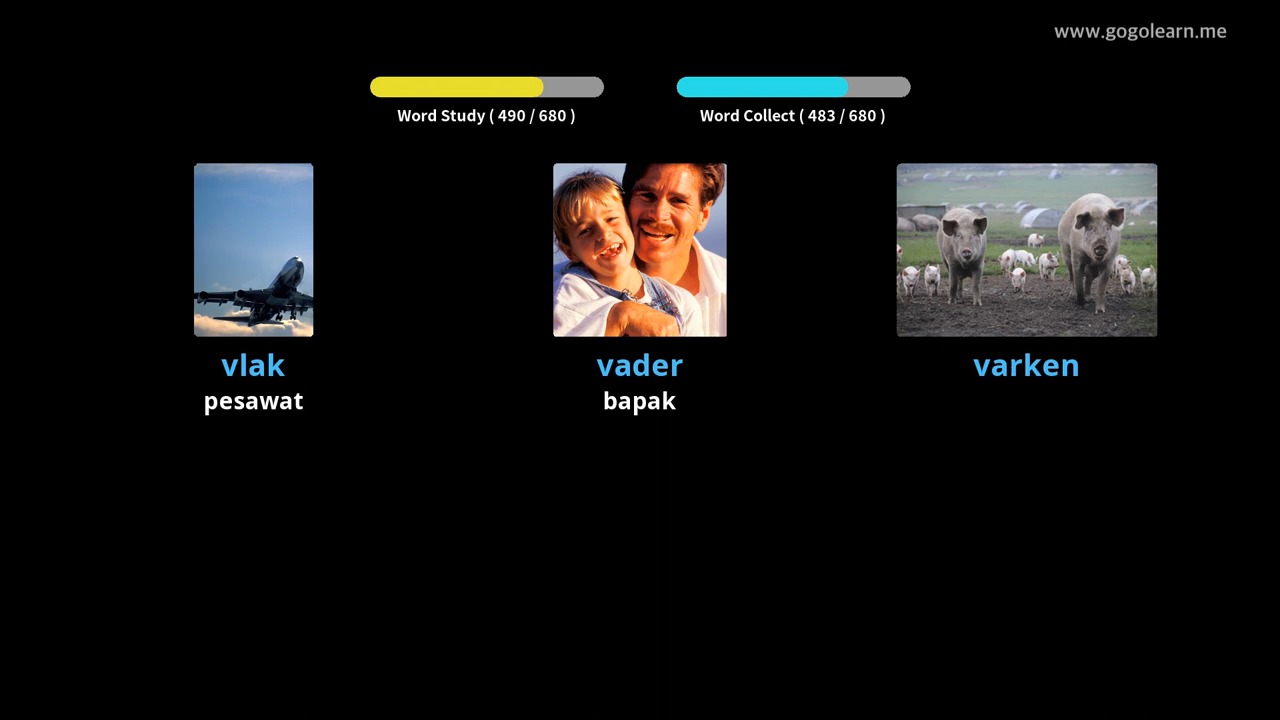 www.gogolearn.me
Word Study ( 490 / 680 )
Word Collect ( 483 / 680 )
vlak
pesawat
vader
bapak
varken